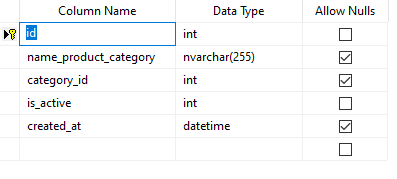 Column Name Data Type Allow Nulls
id int
name_product_category nvarchar(255)
category_id int
is_active int
created_at datetime